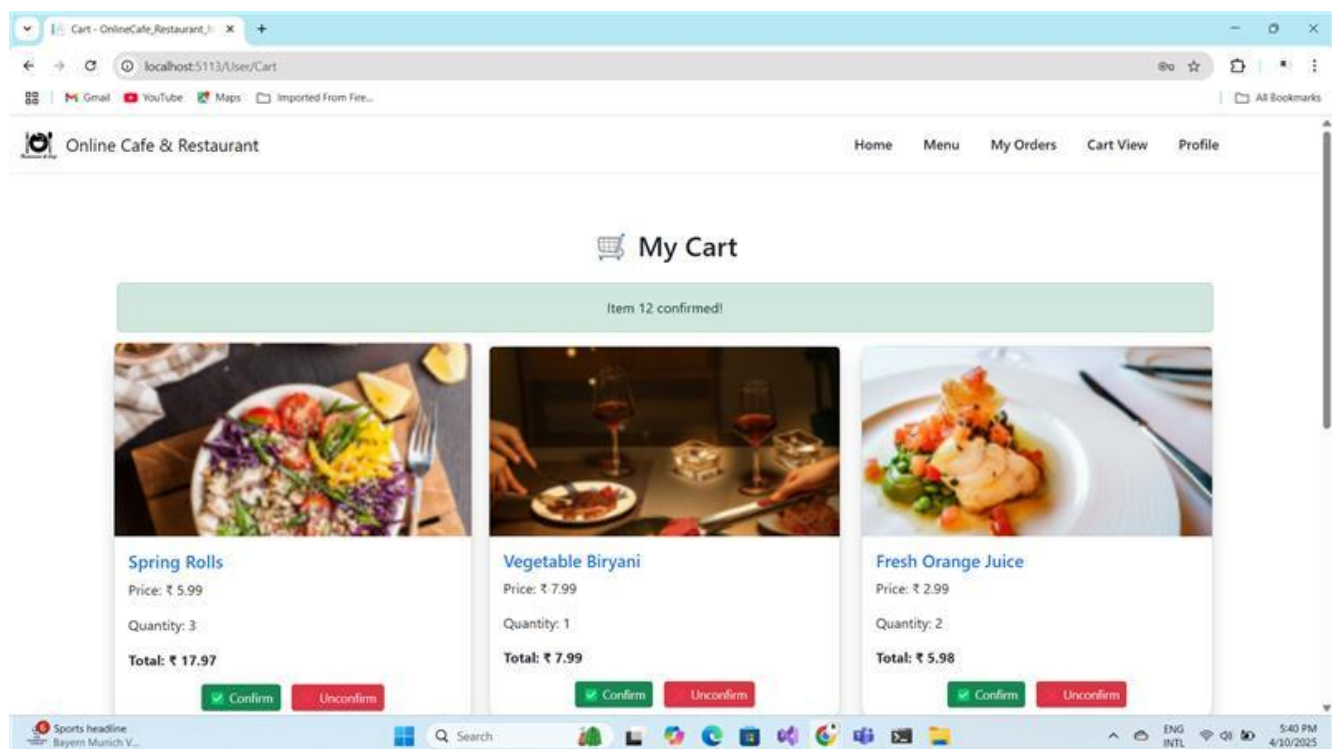 Cart - OnlineCafe_Restaurant_
localhost:5113/User/Cart
Gmail YouTube Maps Imported From Fire... All Bookmarks
Online Cafe & Restaurant Home Menu My Orders Cart View Profile
🛒 My Cart
Item 12 confirmed!
Spring Rolls Vegetable Biryani Fresh Orange Juice
Price: ₹ 5.99 Price: ₹ 7.99 Price: ₹ 2.99
Quantity: 3 Quantity: 1 Quantity: 2
Total: ₹ 17.97 Total: ₹ 7.99 Total: ₹ 5.98
Confirm Unconfirm Confirm Unconfirm Confirm Unconfirm
Sports headline Search ENG 5:40 PM
Bayern Munich V... INTL 4/10/2025